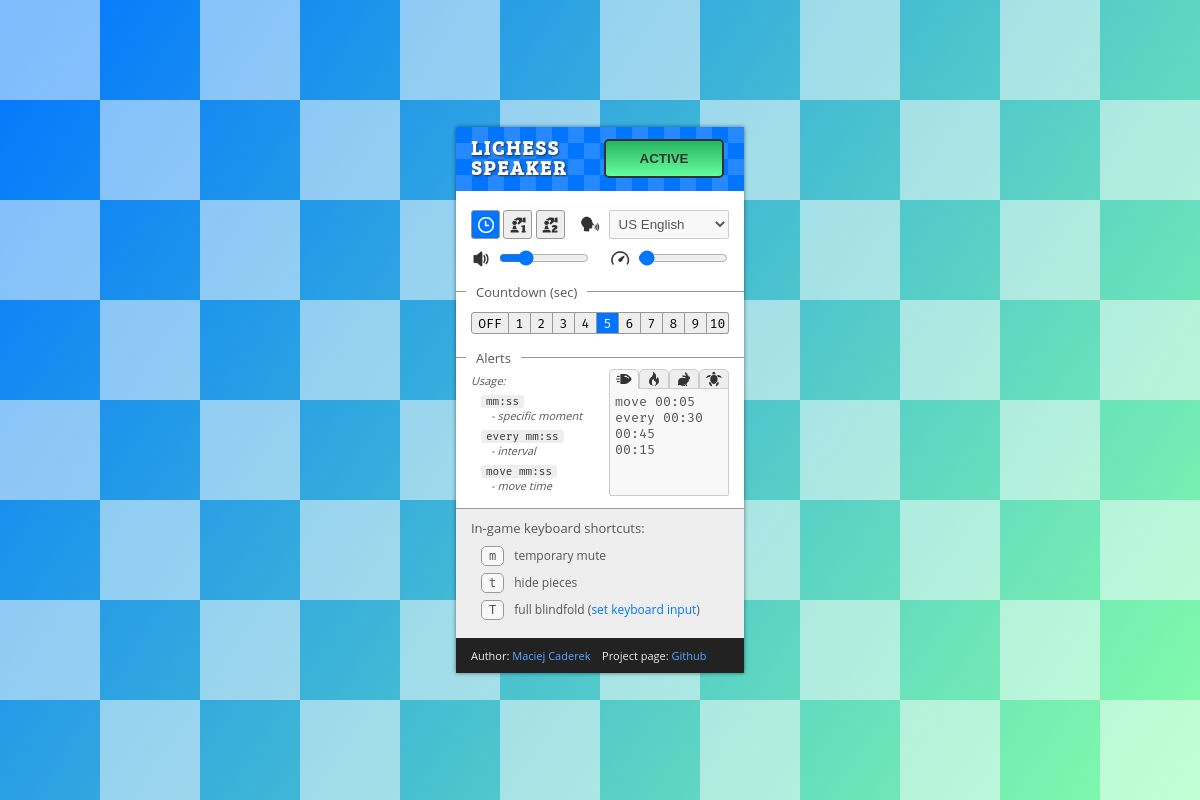 LICHESS
SPEAKER
ACTIVE
1 2 US English
Countdown (sec)
OFF 1 2 3 4 5 6 7 8 9 10
Alerts
Usage:
mm:ss
- specific moment
every mm:ss
- interval
move mm:ss
- move time
move 00:05
every 00:30
00:45
00:15
In-game keyboard shortcuts:
m temporary mute
t hide pieces
T full blindfold (set keyboard input)
Author: Maciej Caderek Project page: Github